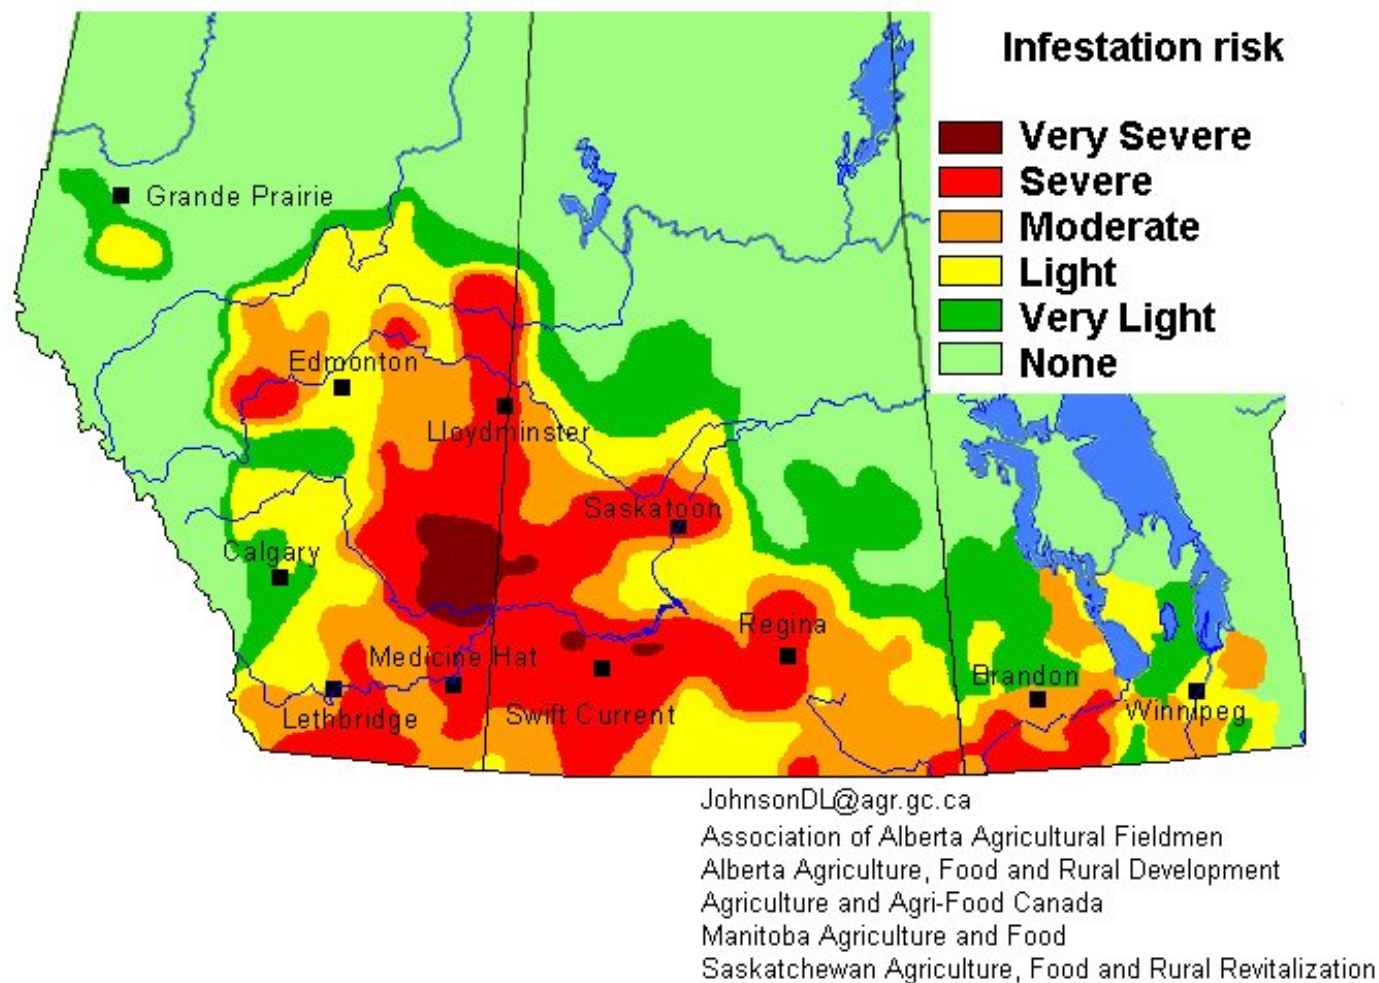 Infestation risk
Very Severe
Severe
Moderate
Light
Very Light
None
Grande Prairie
Edmonton
Lloydminster
Saskatoon
Calgary
Regina
Medicine Hat
Brandon
Lethbridge
Swift Current
Winnipeg
JohnsonDL@agr.gc.ca
Association of Alberta Agricultural Fieldmen
Alberta Agriculture, Food and Rural Development
Agriculture and Agri-Food Canada
Manitoba Agriculture and Food
Saskatchewan Agriculture, Food and Rural Revitalization